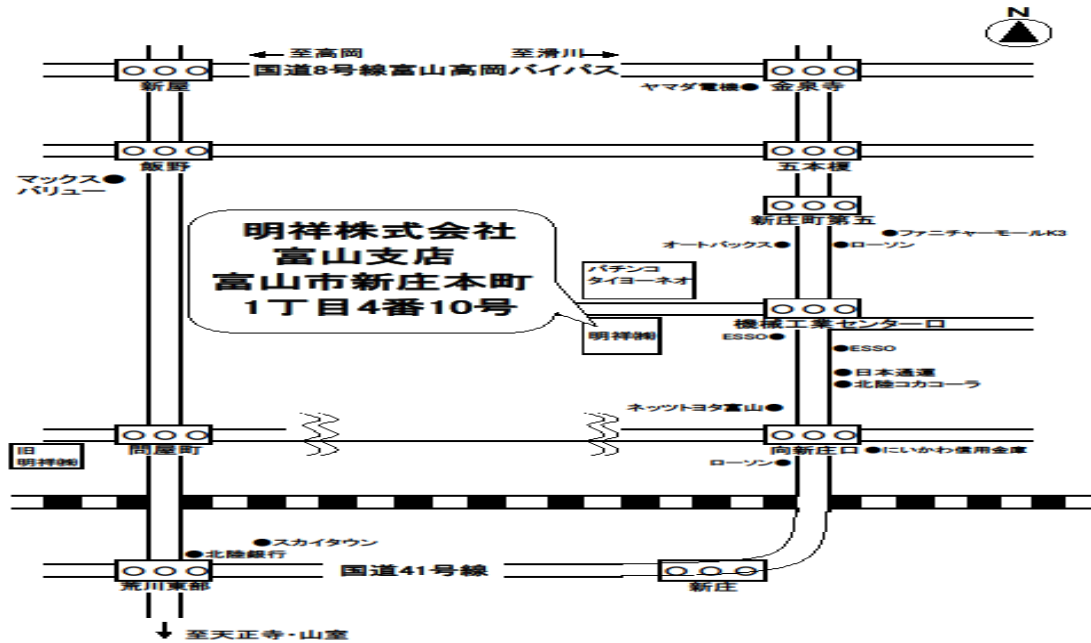 N
至高岡
至滑川
国道8号線富山高岡バイパス
新屋
ヤマダ電機
金泉寺
飯野
五本榎
マックス
バリュー
新庄町第五
ファニチャーモールK3
オートバックス
ローソン
明祥株式会社
富山支店
富山市新庄本町
1丁目4番10号
パチンコ
タイヨーネオ
機械工業センター口
明祥㈱
ESSO
ESSO
日本通運
北陸コカコーラ
ネッツトヨタ富山
問屋町
向新庄口
にいかわ信用金庫
旧
明祥㈱
ローソン
スカイタウン
北陸銀行
国道41号線
荒川東部
新庄
至天正寺・山室